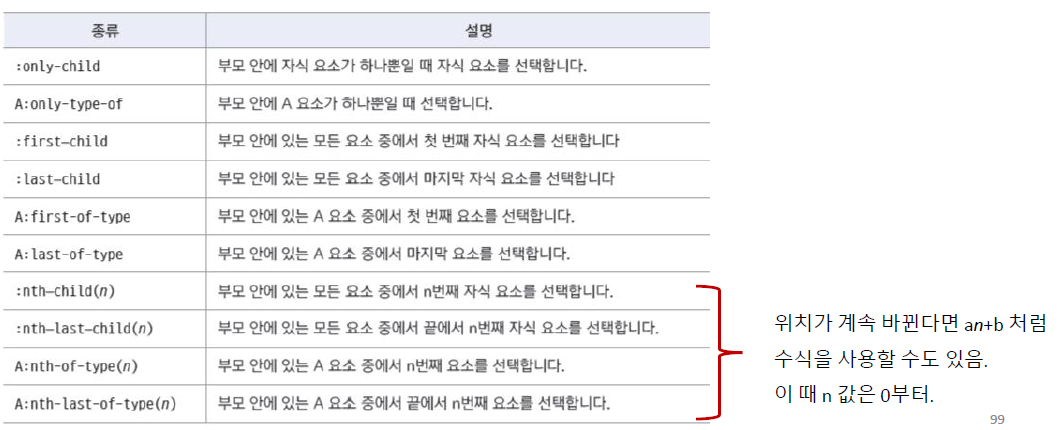 종류 설명
:only-child 부모 안에 자식 요소가 하나뿐일 때 자식 요소를 선택합니다.
A:only-type-of 부모 안에 A 요소가 하나뿐일 때 선택합니다.
:first-child 부모 안에 있는 모든 요소 중에서 첫 번째 자식 요소를 선택합니다
:last-child 부모 안에 있는 모든 요소 중에서 마지막 자식 요소를 선택합니다
A:first-of-type 부모 안에 있는 A 요소 중에서 첫 번째 요소를 선택합니다.
A:last-of-type 부모 안에 있는 A 요소 중에서 마지막 요소를 선택합니다.
:nth-child(n) 부모 안에 있는 모든 요소 중에서 n번째 자식 요소를 선택합니다.
:nth-last-child(n) 부모 안에 있는 모든 요소 중에서 끝에서 n번째 자식 요소를 선택합니다.
A:nth-of-type(n) 부모 안에 있는 A 요소 중에서 n번째 요소를 선택합니다.
A:nth-last-of-type(n) 부모 안에 있는 A 요소 중에서 끝에서 n번째 요소를 선택합니다.
위치가 계속 바뀐다면 an+b 처럼
수식을 사용할 수도 있음.
이 때 n 값은 0부터.
99